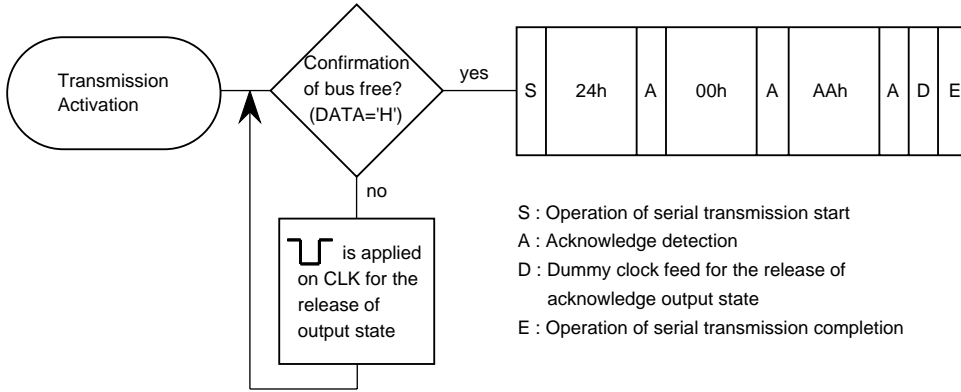 Transmission
Activation
Confirmation
of bus free?
(DATA='H')
yes
no
is applied
on CLK for the
release of
output state
S 24h A 00h A AAh A D E
S : Operation of serial transmission start
A : Acknowledge detection
D : Dummy clock feed for the release of
acknowledge output state
E : Operation of serial transmission completion